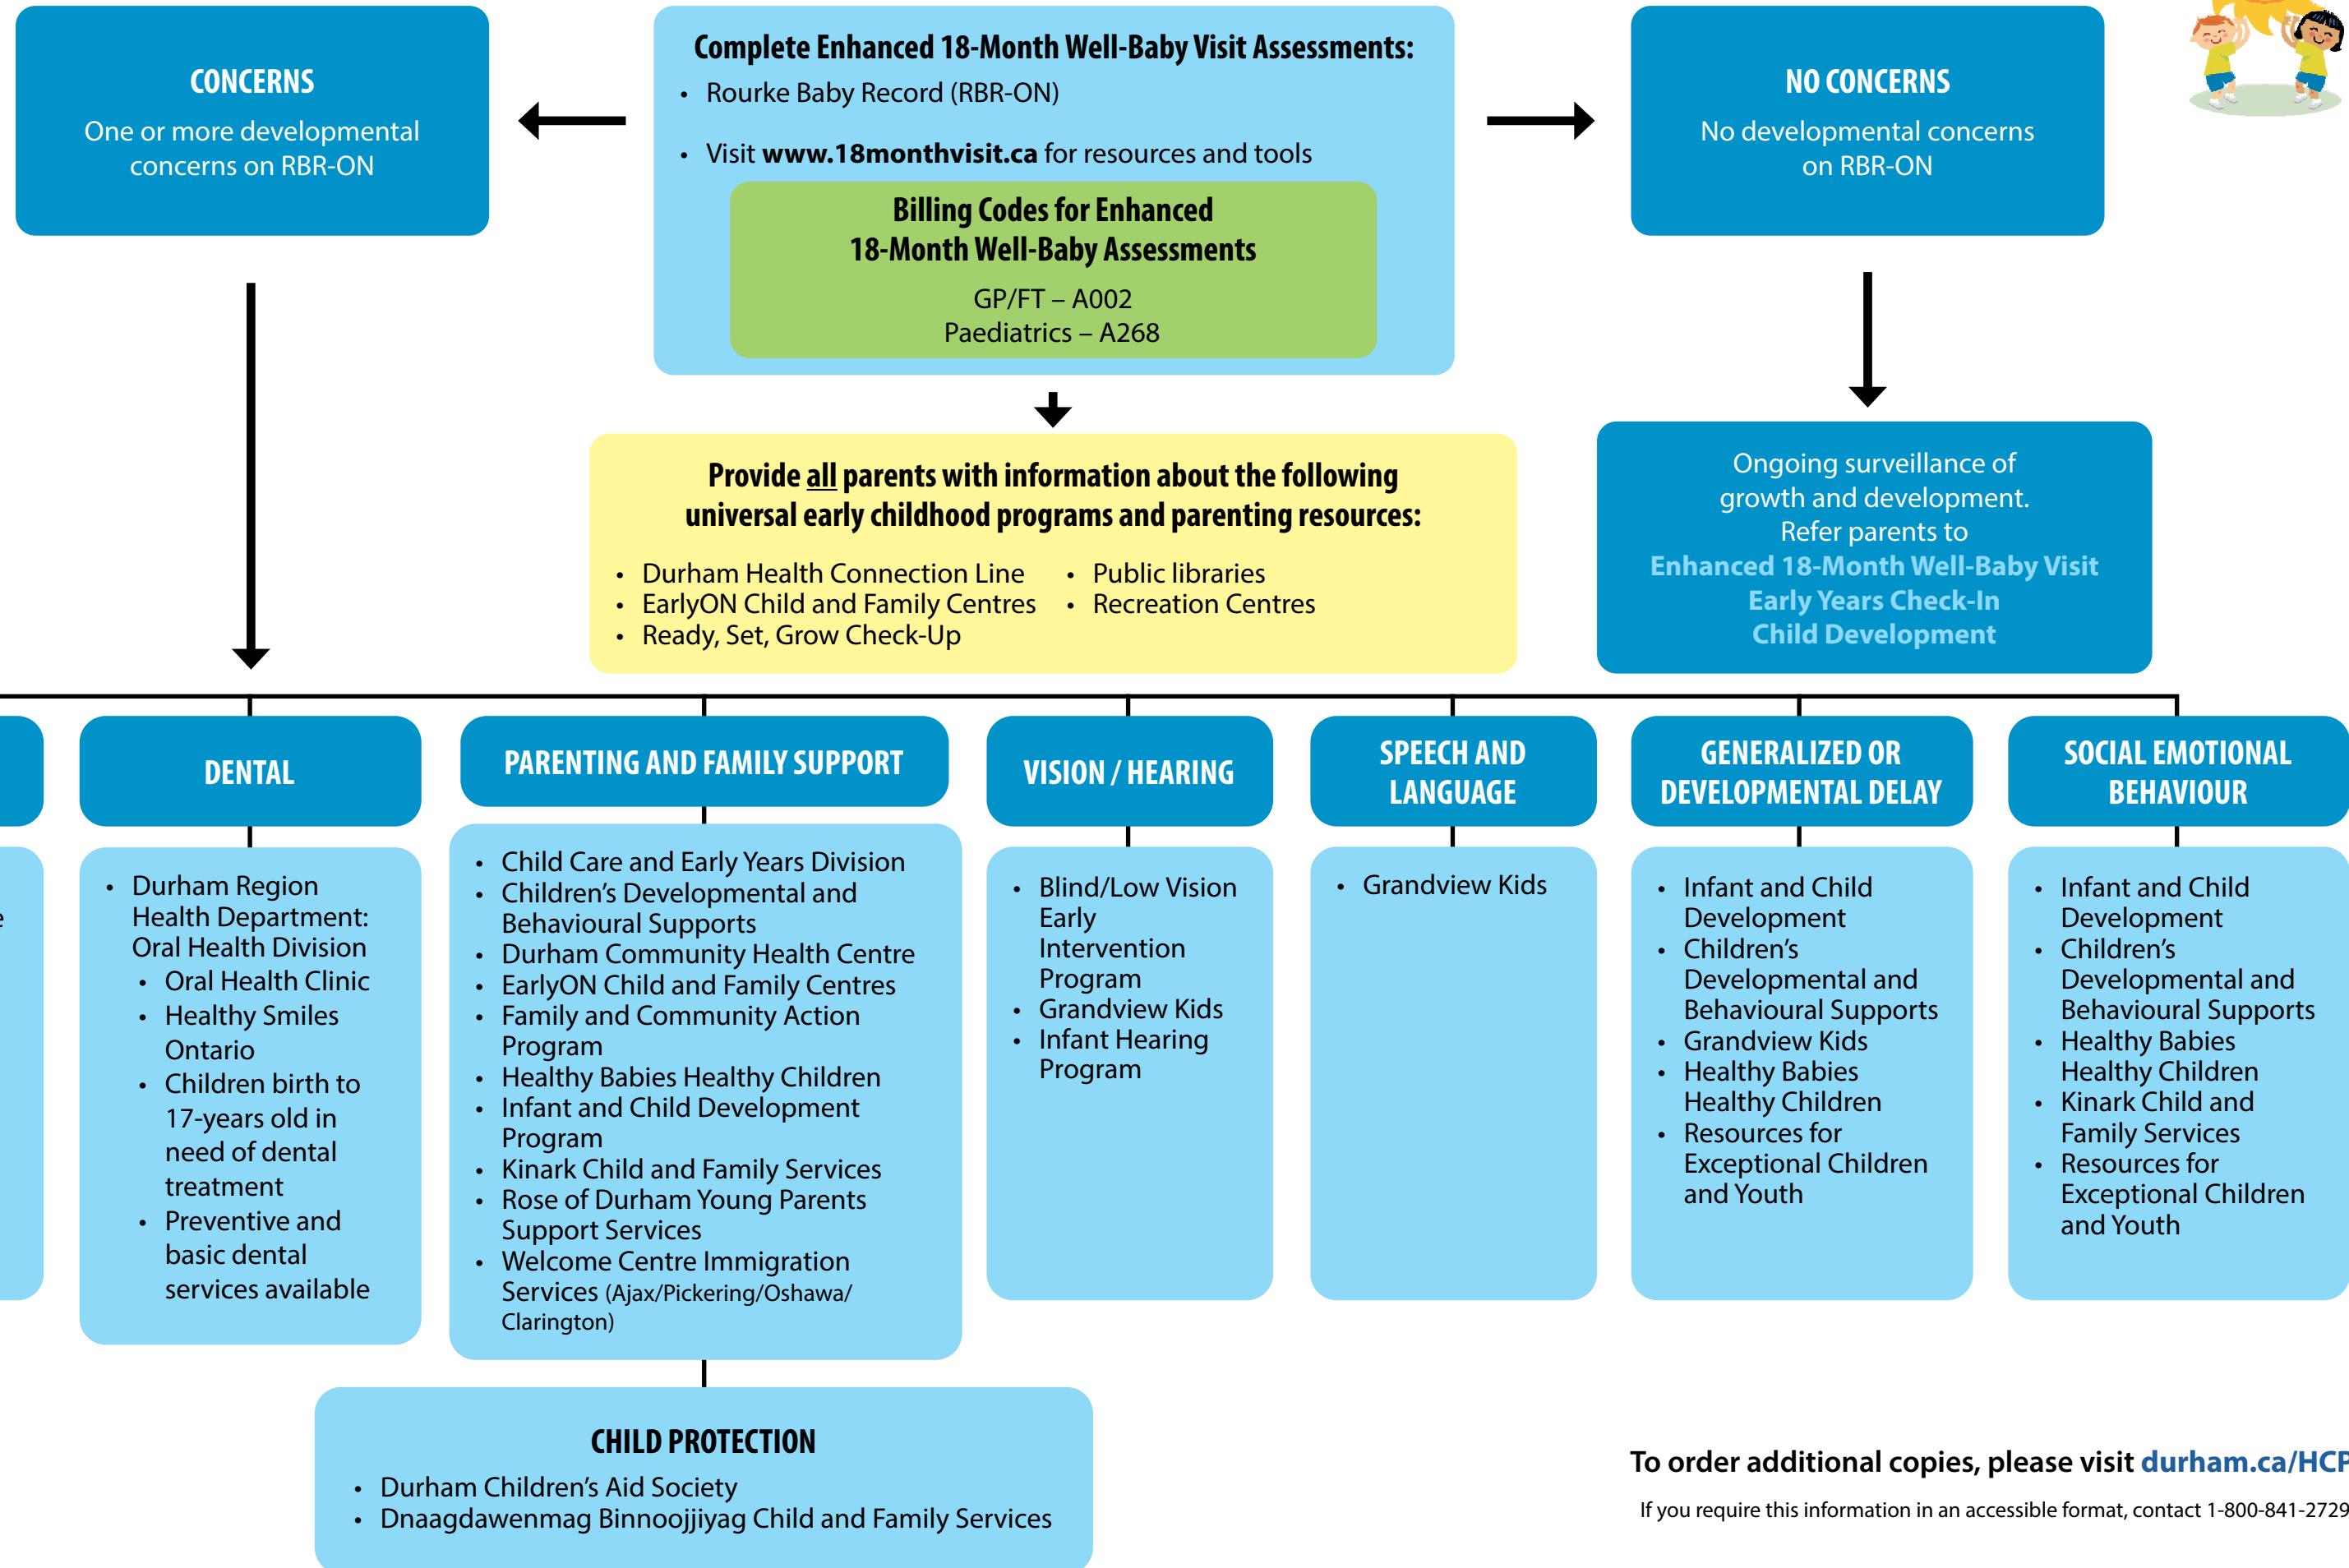 CONCERNS
One or more developmental
concerns on RBR-ON
Complete Enhanced 18-Month Well-Baby Visit Assessments:
• Rourke Baby Record (RBR-ON)
• Visit www.18monthvisit.ca for resources and tools
Billing Codes for Enhanced
18-Month Well-Baby Assessments
GP/FT – A002
Paediatrics – A268
NO CONCERNS
No developmental concerns
on RBR-ON
Provide all parents with information about the following
universal early childhood programs and parenting resources:
• Durham Health Connection Line
• EarlyON Child and Family Centres
• Ready, Set, Grow Check-Up
• Public libraries
• Recreation Centres
Ongoing surveillance of
growth and development.
Refer parents to
Enhanced 18-Month Well-Baby Visit
Early Years Check-In
Child Development
e
DENTAL
• Durham Region
Health Department:
Oral Health Division
• Oral Health Clinic
• Healthy Smiles
Ontario
• Children birth to
17-years old in
need of dental
treatment
• Preventive and
basic dental
services available
PARENTING AND FAMILY SUPPORT
• Child Care and Early Years Division
• Children's Developmental and
Behavioural Supports
• Durham Community Health Centre
• EarlyON Child and Family Centres
• Family and Community Action
Program
• Healthy Babies Healthy Children
• Infant and Child Development
Program
• Kinark Child and Family Services
• Rose of Durham Young Parents
Support Services
• Welcome Centre Immigration
Services (Ajax/Pickering/Oshawa/
Clarington)
CHILD PROTECTION
• Durham Children's Aid Society
• Dnaagdawenmag Binnoojjiyag Child and Family Services
VISION / HEARING
• Blind/Low Vision
Early
Intervention
Program
• Grandview Kids
• Infant Hearing
Program
SPEECH AND
LANGUAGE
• Grandview Kids
GENERALIZED OR
DEVELOPMENTAL DELAY
• Infant and Child
Development
• Children's
Developmental and
Behavioural Supports
• Grandview Kids
• Healthy Babies
Healthy Children
• Resources for
Exceptional Children
and Youth
SOCIAL EMOTIONAL
BEHAVIOUR
• Infant and Child
Development
• Children's
Developmental and
Behavioural Supports
• Healthy Babies
Healthy Children
• Kinark Child and
Family Services
• Resources for
Exceptional Children
and Youth
To order additional copies, please visit durham.ca/HCP
If you require this information in an accessible format, contact 1-800-841-2729